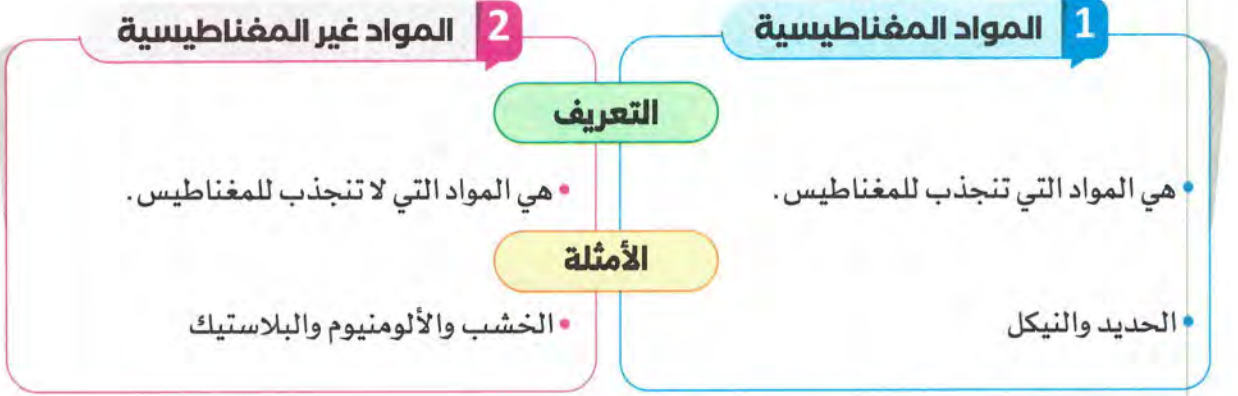 1 المواد المغناطيسية
2 المواد غير المغناطيسية
التعريف
• هي المواد التي تنجذب للمغناطيس.
• هي المواد التي لا تنجذب للمغناطيس.
الأمثلة
• الحديد والنيكل
• الخشب والألومنيوم والبلاستيك